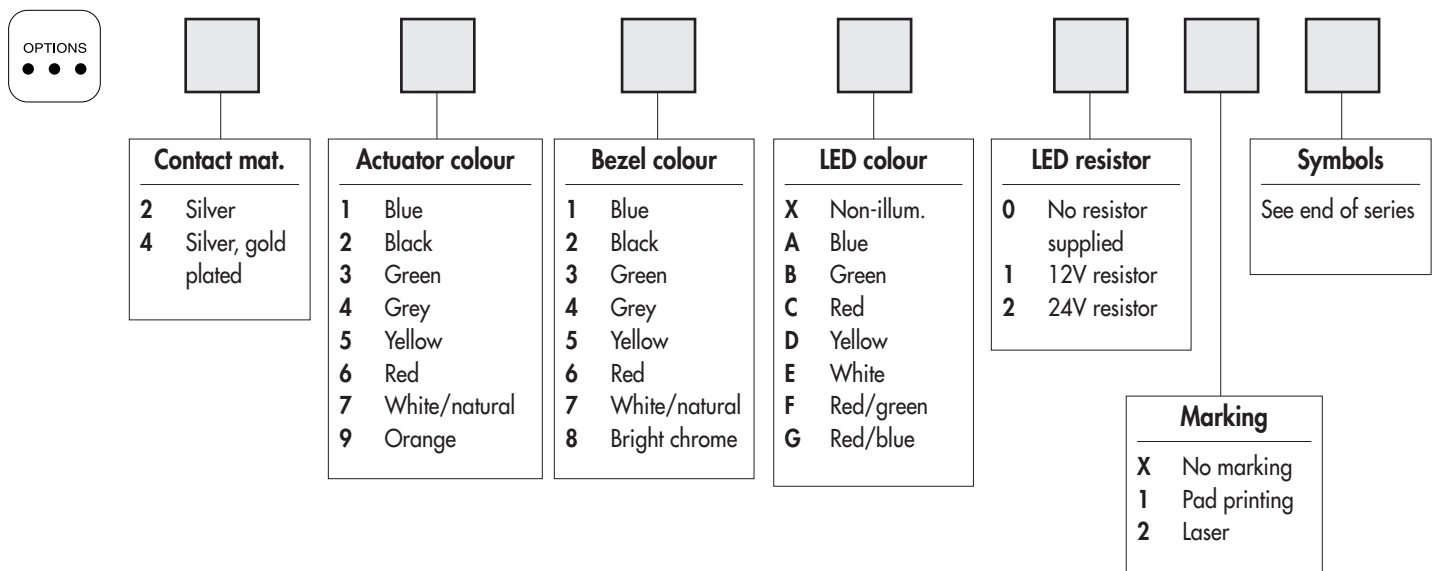 OPTIONS
Contact mat.
2 Silver
4 Silver, gold
plated
Actuator colour
1 Blue
2 Black
3 Green
4 Grey
5 Yellow
6 Red
7 White/natural
9 Orange
Bezel colour
1 Blue
2 Black
3 Green
4 Grey
5 Yellow
6 Red
7 White/natural
8 Bright chrome
LED colour
X Non-illum.
A Blue
B Green
C Red
D Yellow
E White
F Red/green
G Red/blue
LED resistor
0 No resistor
supplied
1 12V resistor
2 24V resistor
Marking
X No marking
1 Pad printing
2 Laser
Symbols
See end of series